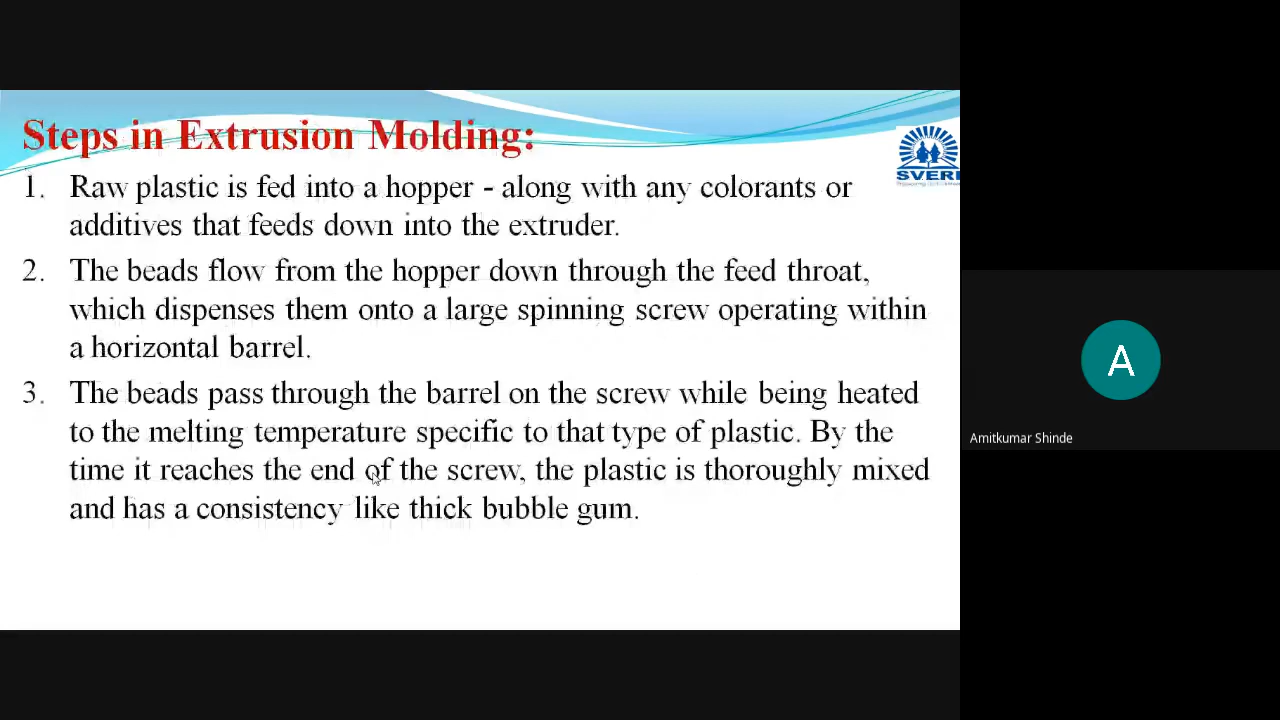 Steps in Extrusion Molding:
1. Raw plastic is fed into a hopper - along with any colorants or
additives that feeds down into the extruder.
2. The beads flow from the hopper down through the feed throat,
which dispenses them onto a large spinning screw operating within
a horizontal barrel.
3. The beads pass through the barrel on the screw while being heated
to the melting temperature specific to that type of plastic. By the
time it reaches the end of the screw, the plastic is thoroughly mixed
and has a consistency like thick bubble gum.
SVERI
A
Amitkumar Shinde